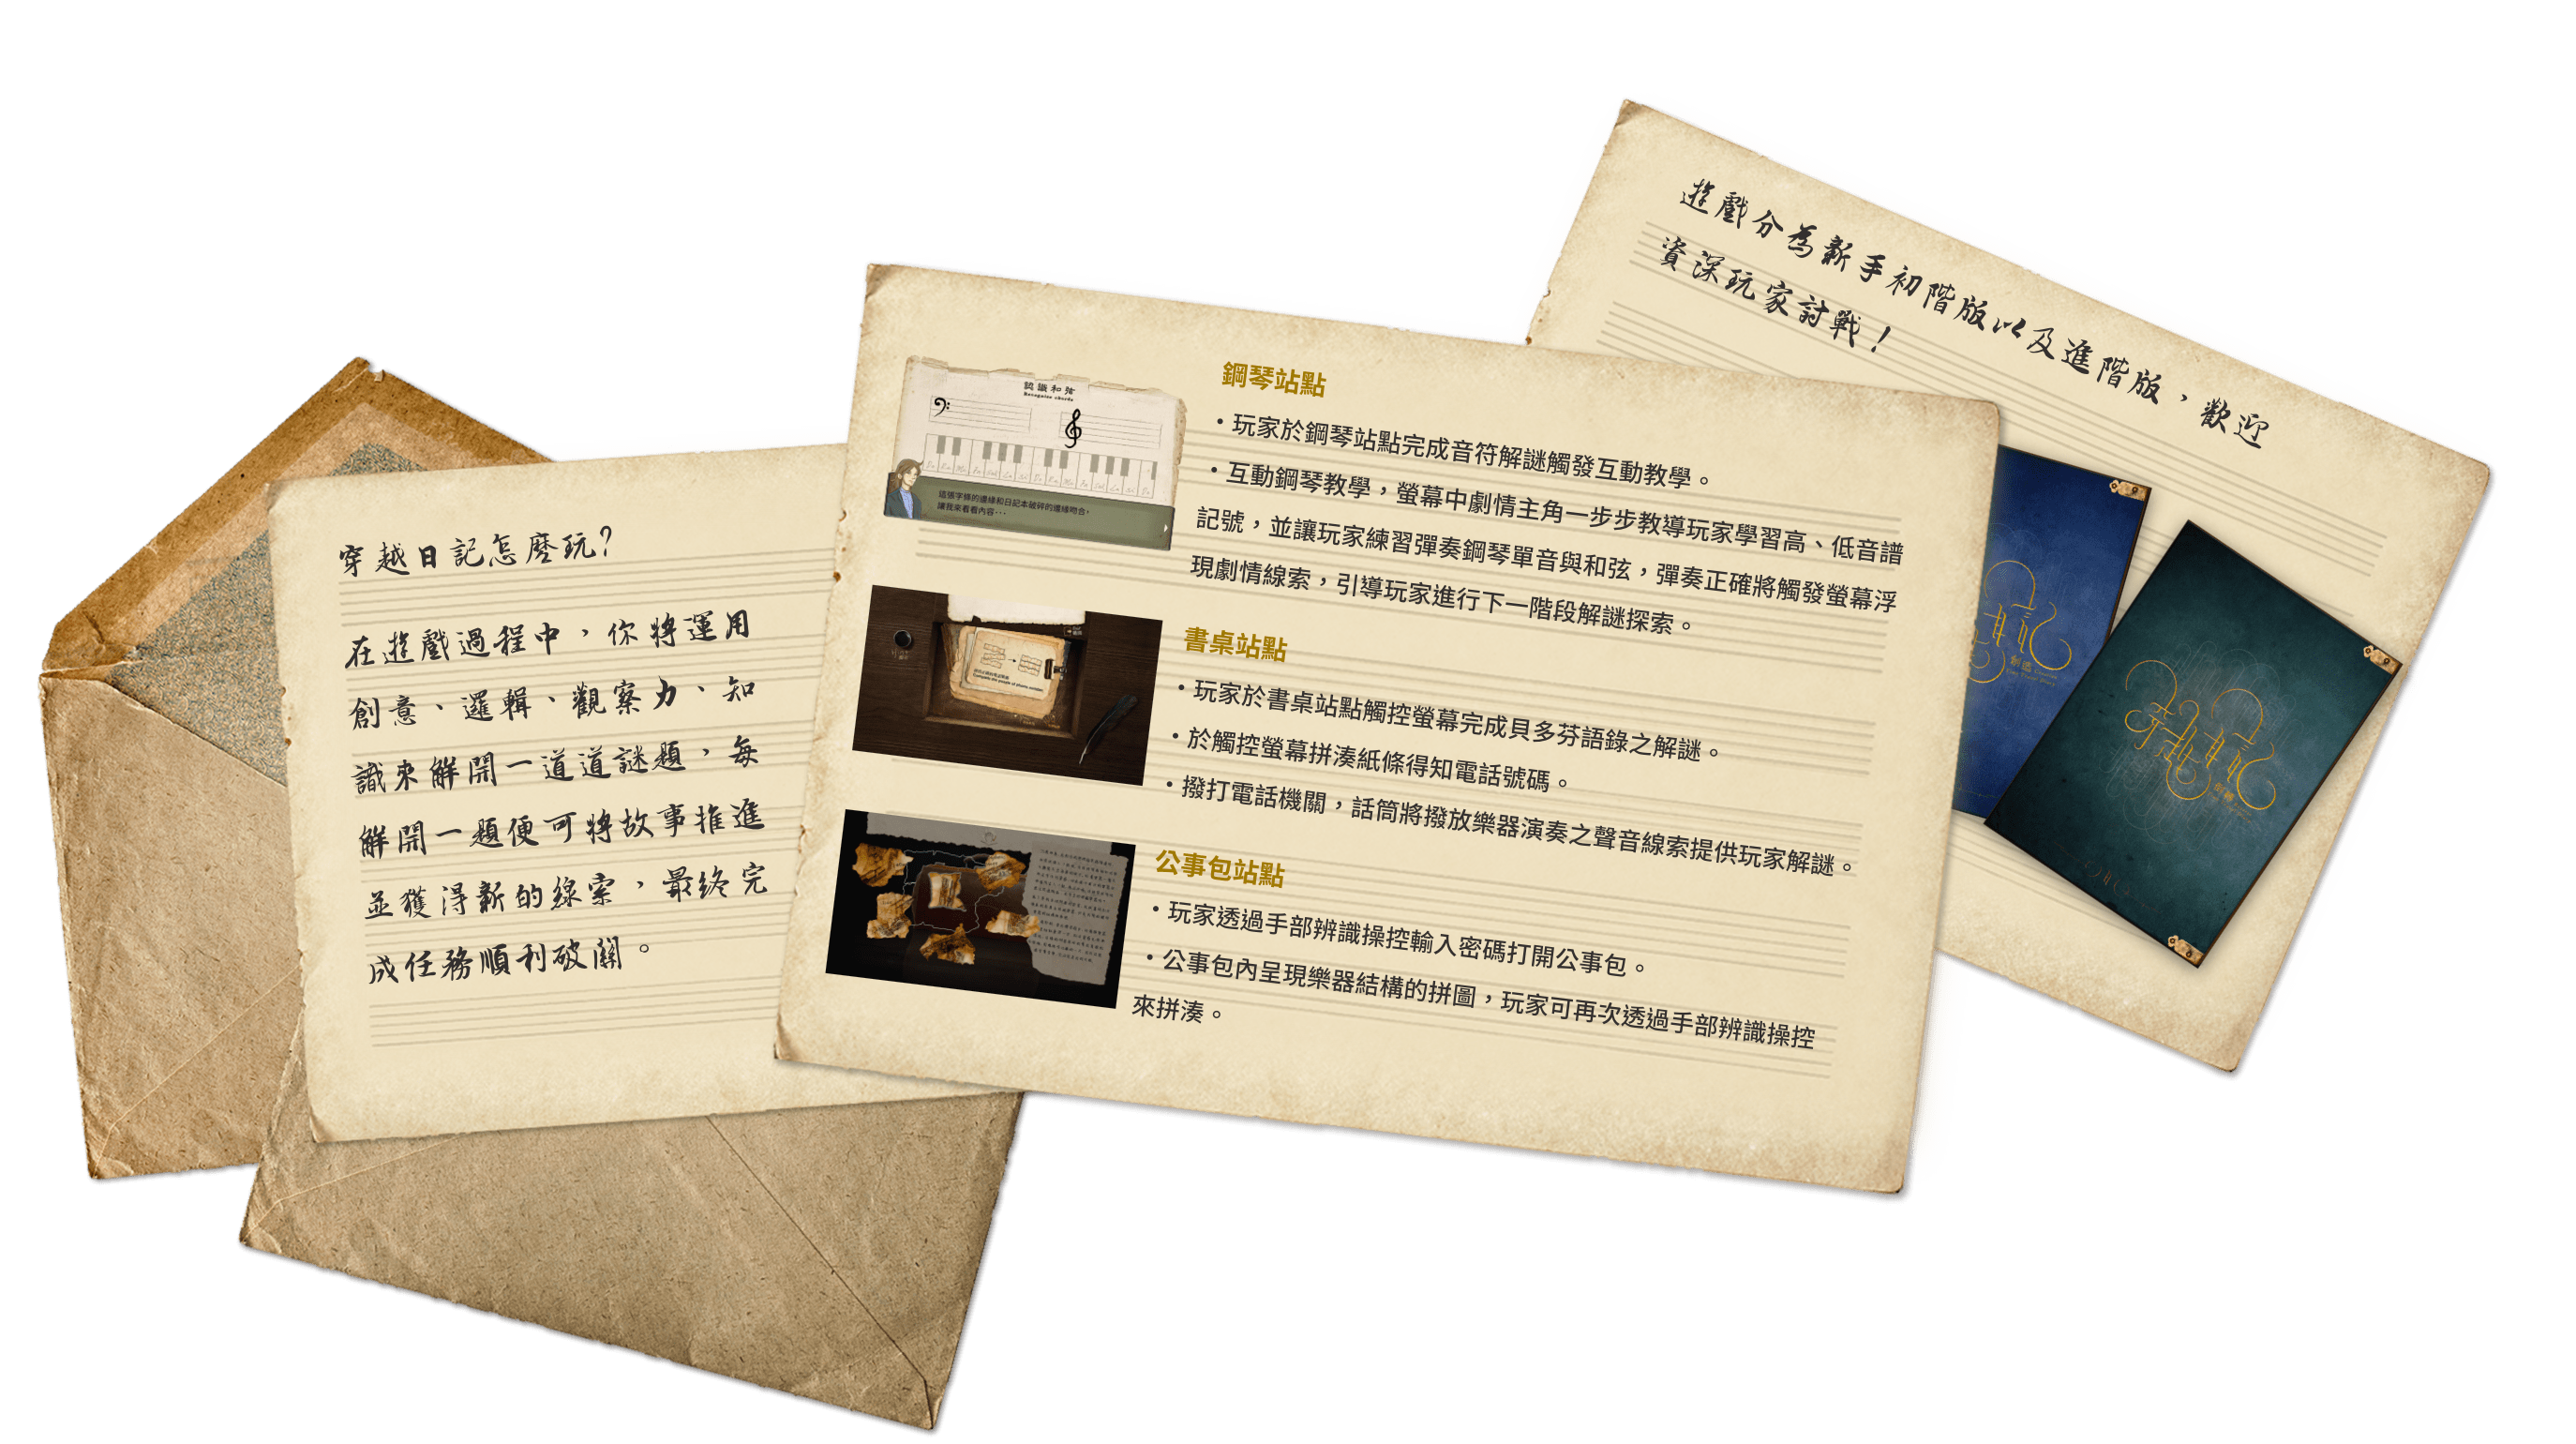 穿越日記怎麼玩?
在遊戲過程中，你將運用
創意、邏輯、觀察力、知
識來解開一道道謎題，每
解開一題便可將故事推進
並獲得新的線索，最終完
成任務順利破關。
認識和弦
Recognize chords
這張字條的邊緣和日記本破碎的邊緣吻合，
讓我來看看內容···
鋼琴站點
・玩家於鋼琴站點完成音符解謎觸發互動教學。
・互動鋼琴教學，螢幕中劇情主角一步步教導玩家學習高、低音譜
記號，並讓玩家練習彈奏鋼琴單音與和弦，彈奏正確將觸發螢幕浮
現劇情線索，引導玩家進行下一階段解謎探索。
書桌站點
・玩家於書桌站點觸控螢幕完成貝多芬語錄之解謎。
・於觸控螢幕拼湊紙條得知電話號碼。
・撥打電話機關，話筒將撥放樂器演奏之聲音線索提供玩家解謎。
公事包站點
・玩家透過手部辨識操控輸入密碼打開公事包。
・公事包內呈現樂器結構的拼圖，玩家可再次透過手部辨識操控
來拼湊。
遊戲分為新手初階版以及進階版，歡迎
資深玩家討戰！
創造